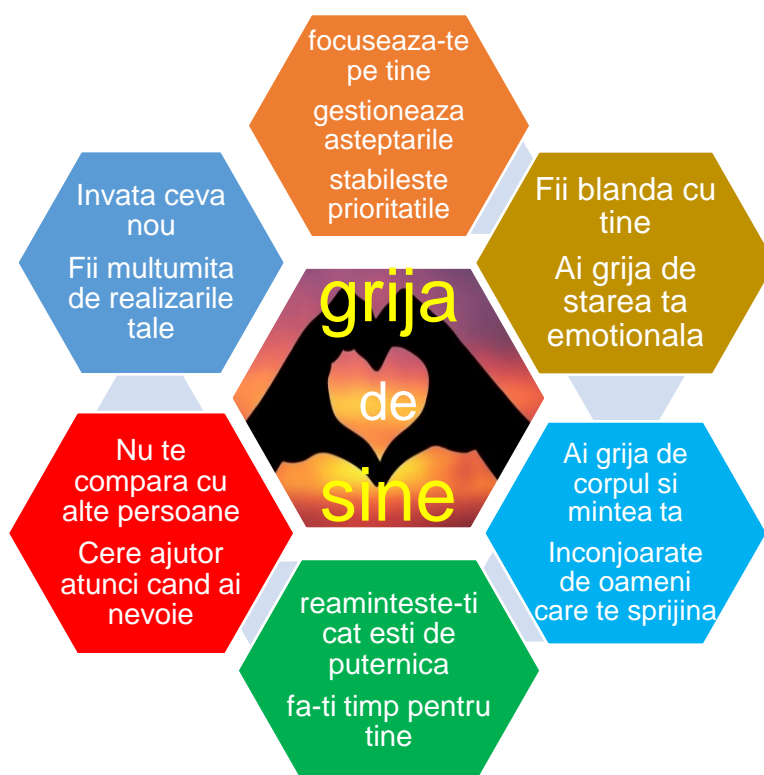 focuseaza-te
pe tine
gestioneaza
asteptarile
stabileste
prioritatile
Fii blanda cu
tine
Ai grija de
starea ta
emotionala
Ai grija de
corpul si
mintea ta
Inconjoarate
de oameni
care te sprijina
reaminteste-ti
cat esti de
puternica
fa-ti timp pentru
tine
Nu te
compara cu
alte persoane
Cere ajutor
atunci cand ai
nevoie
Invata ceva
nou
Fii multumita
de realizarile
tale
grija
de
sine